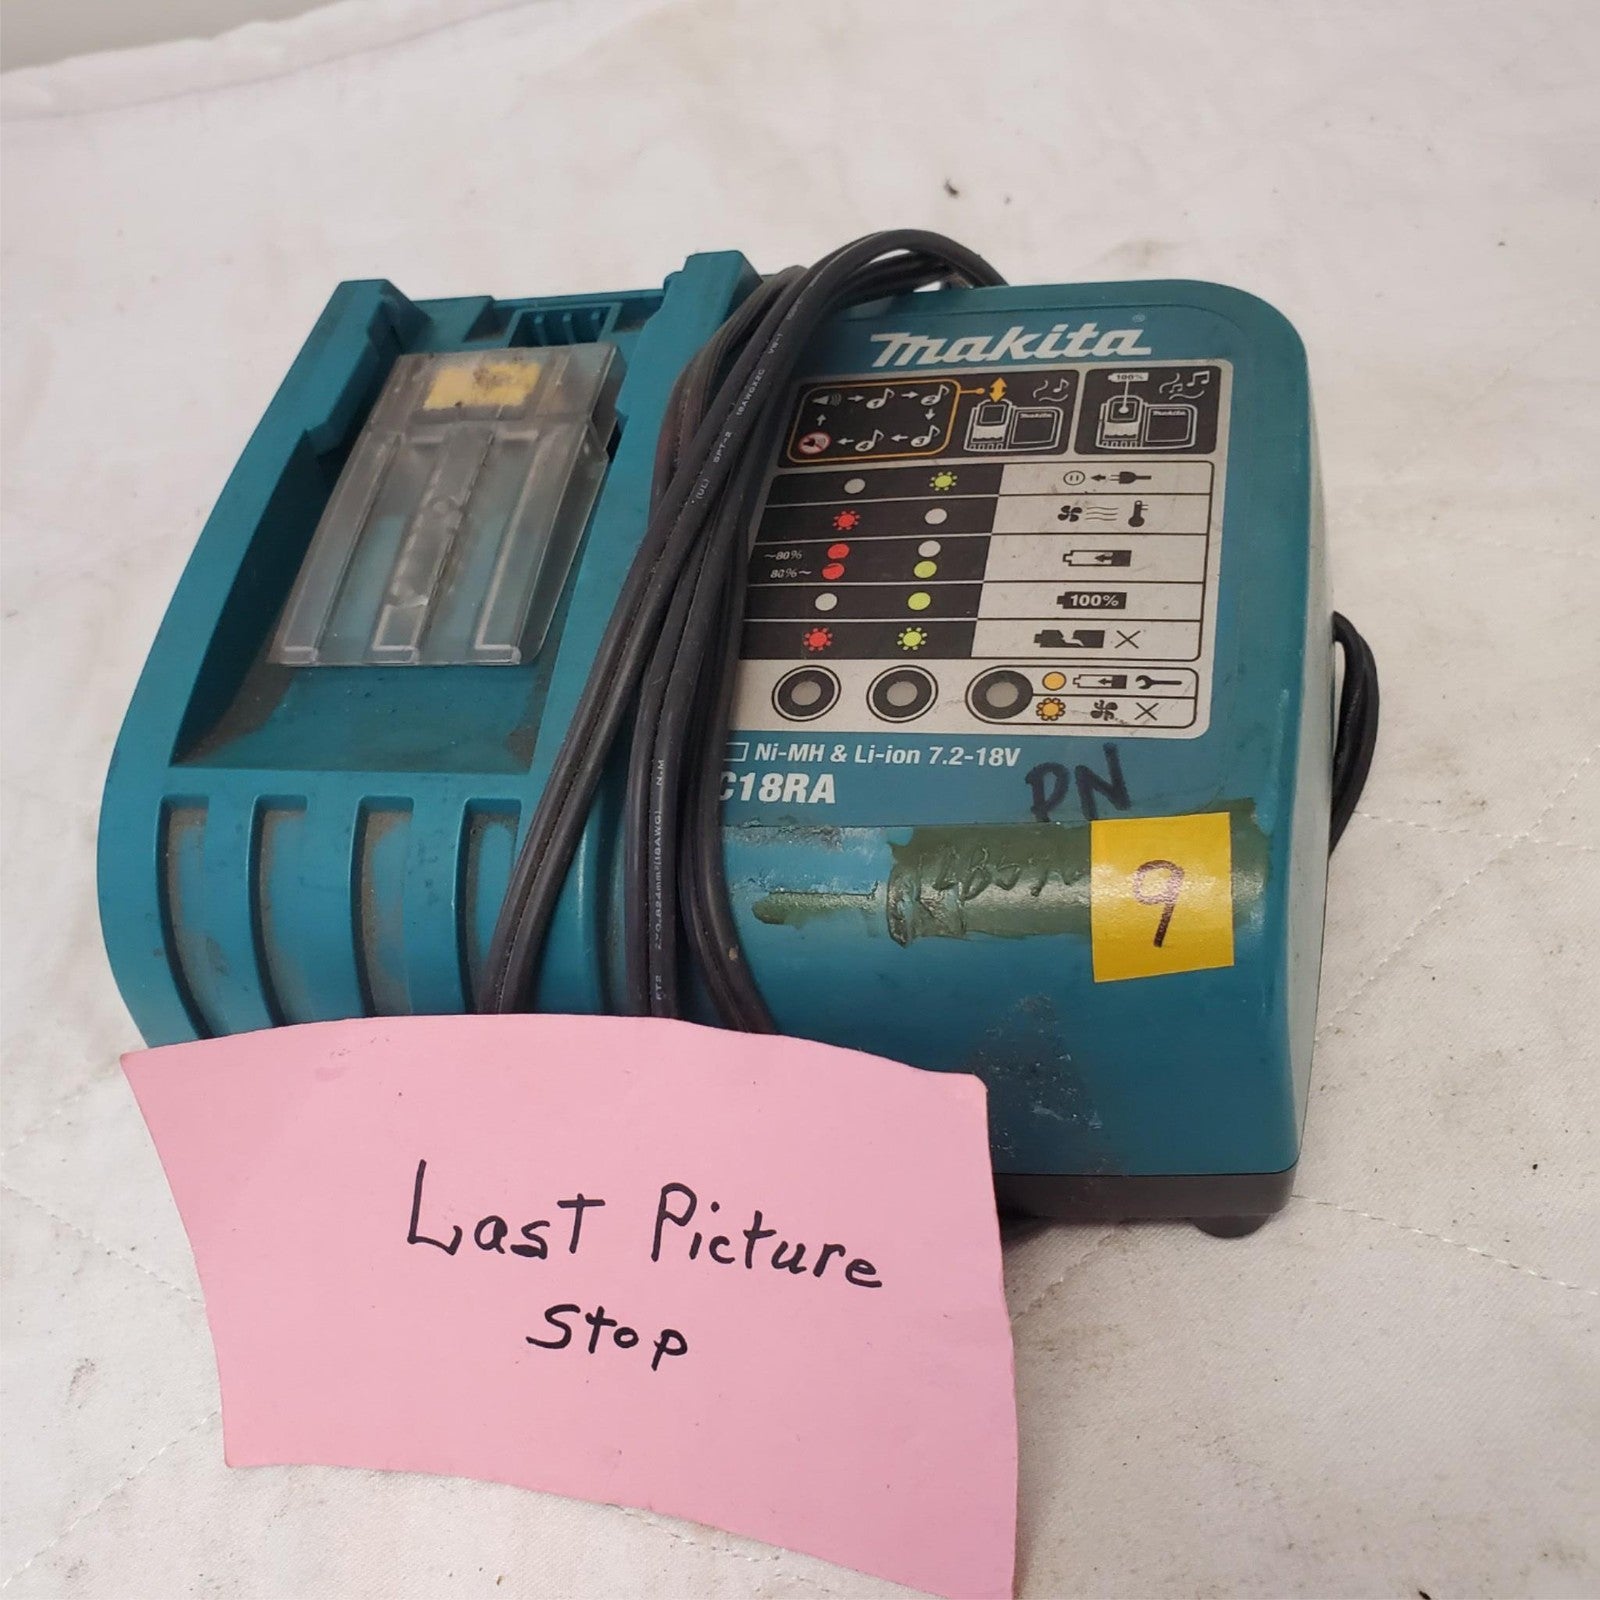 makita
100%
~80%
80%~
100%
Ni-MH & Li-ion 7.2-18V
C18RA
PN
9
Last Picture
Stop